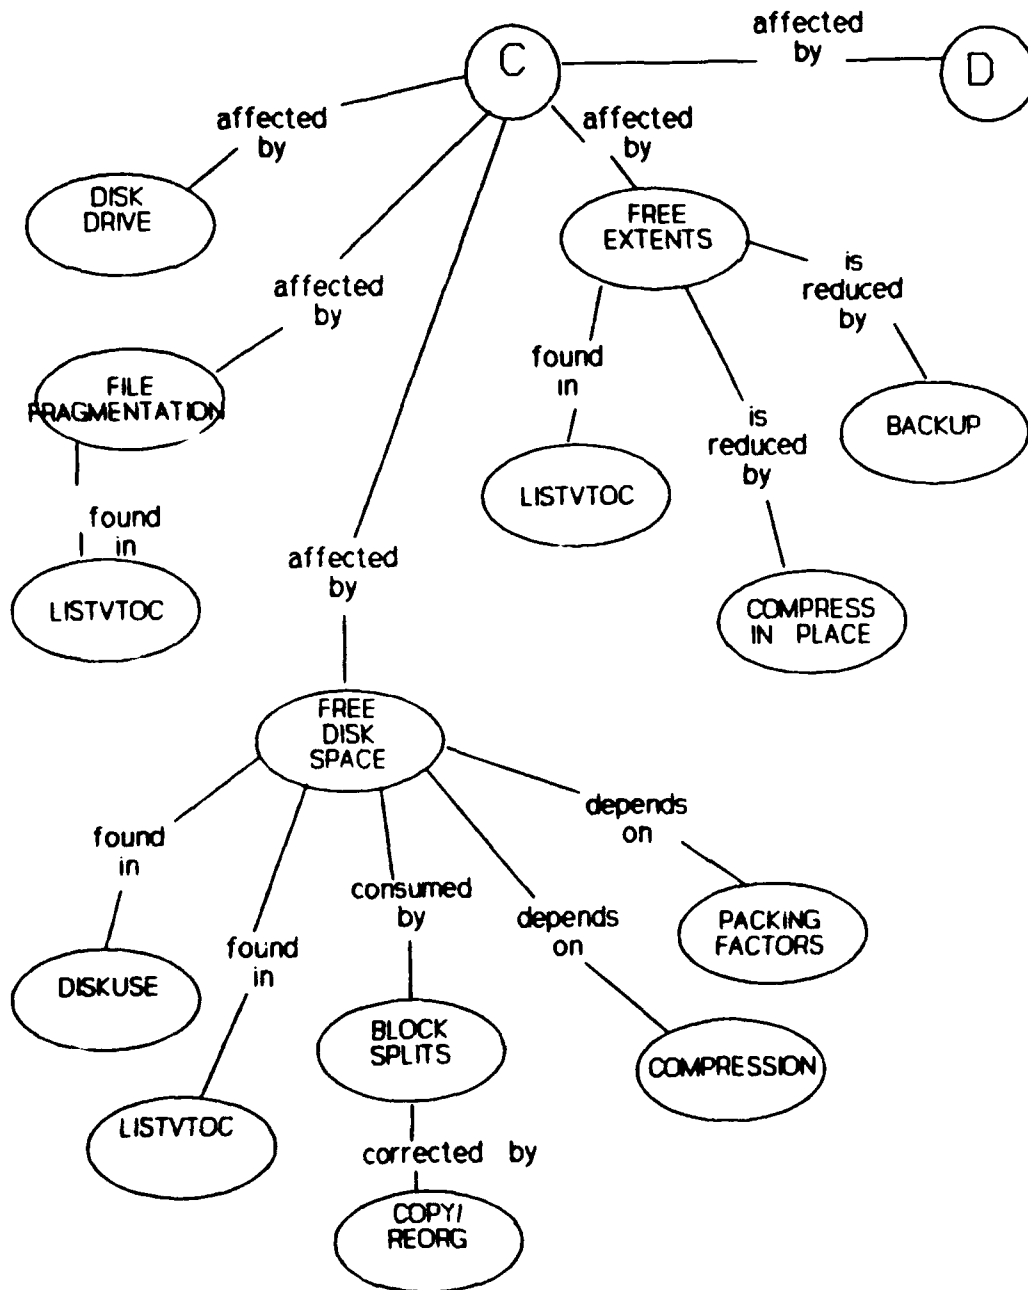 affected
by
C
D
affected
by
affected
by
DISK
DRIVE
FREE
EXTENTS
affected
by
is
reduced
by
found
in
FILE
FRAGMENTATION
is
reduced
by
BACKUP
LISTVTOC
found
in
affected
by
LISTVTOC
COMPRESS
IN PLACE
FREE
DISK
SPACE
depends
on
found
in
consumed
by
depends
on
PACKING
FACTORS
found
in
DISKUSE
BLOCK
SPLITS
COMPRESSION
LISTVTOC
corrected by
COPY/
REORG